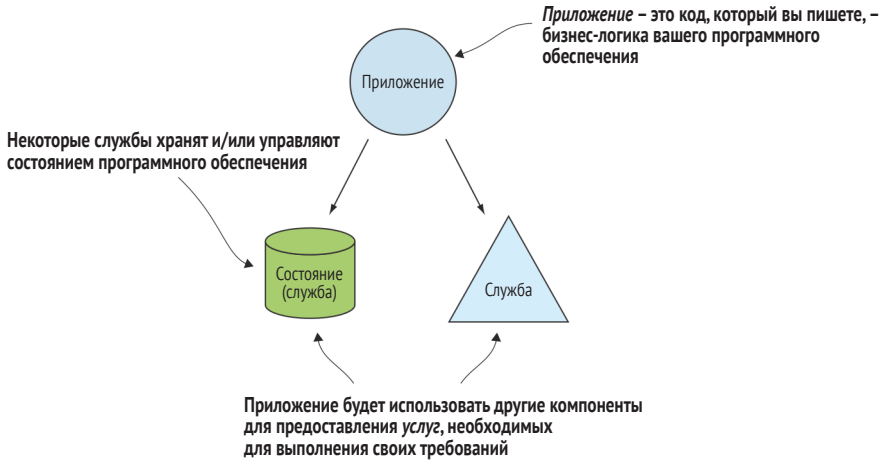 Приложение – это код, который вы пишете, –
бизнес-логика вашего программного
обеспечения
Приложение
Некоторые службы хранят и/или управляют
состоянием программного обеспечения
Состояние
(служба)
Служба
Приложение будет использовать другие компоненты
для предоставления услуг, необходимых
для выполнения своих требований